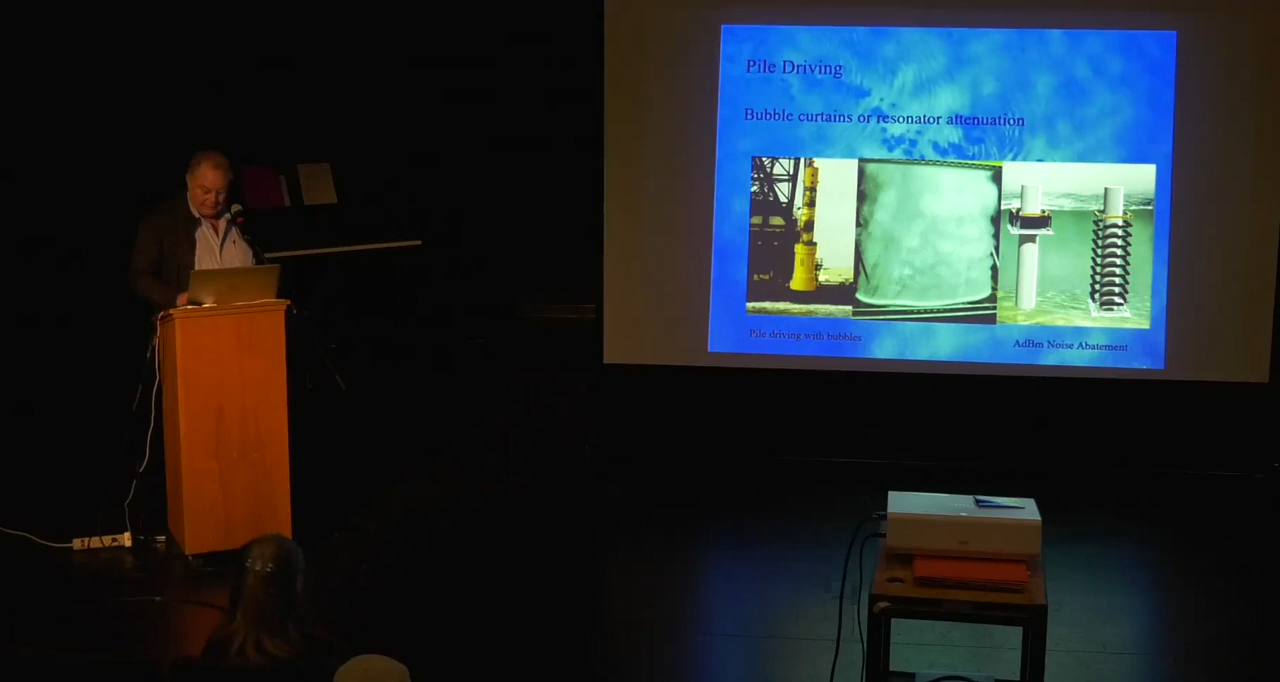 Pile Driving
Bubble curtains or resonator attenuation
Pile driving with bubbles
AdBm Noise Abatement